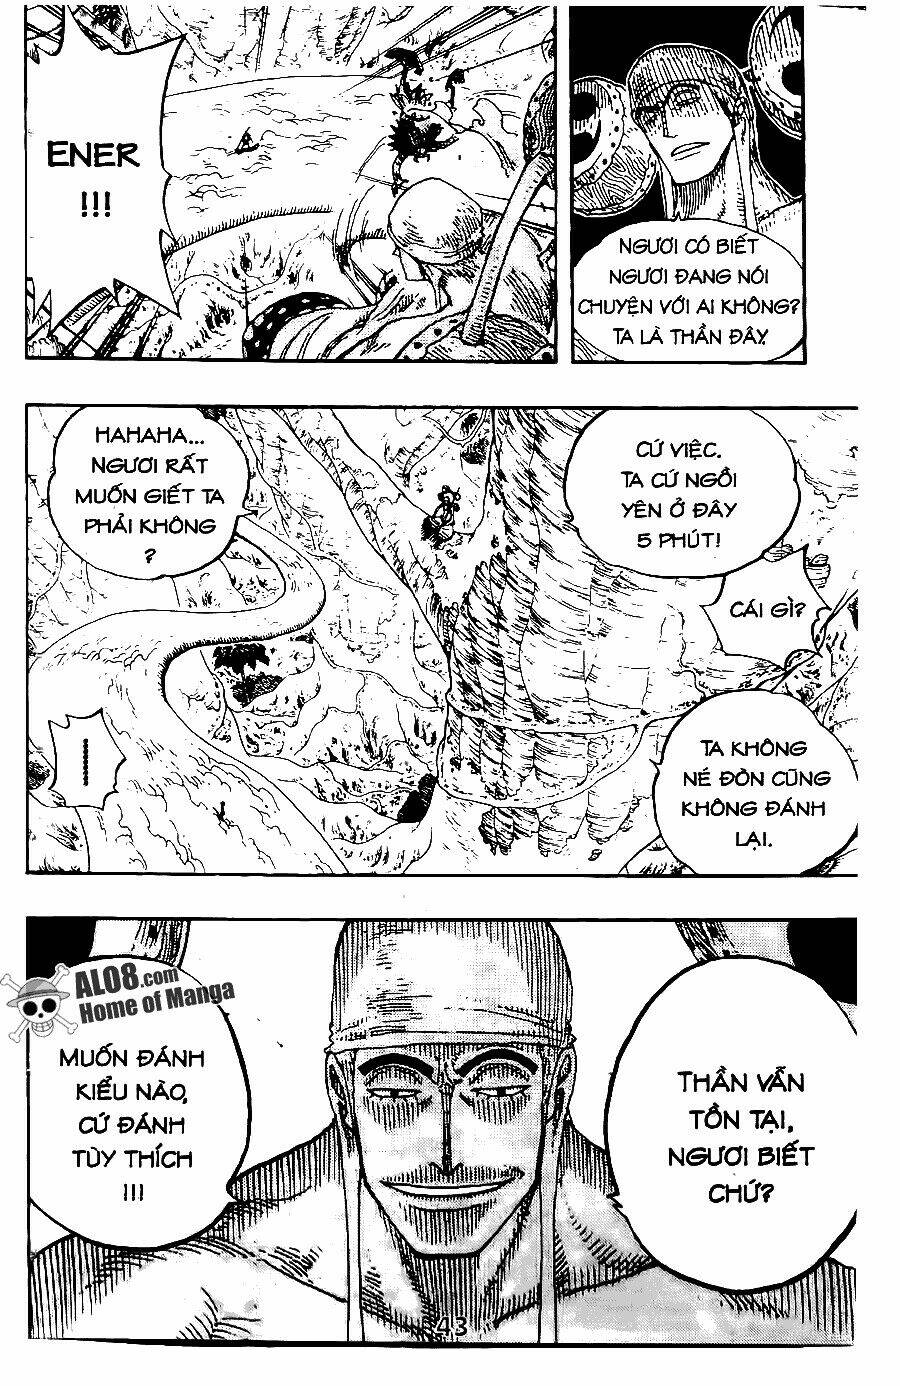 NGƯƠI CÓ BIẾT
NGƯƠI ĐANG NÓI
CHUYỆN VỚI AI KHÔNG?
TA LÀ THẦN ĐÂY
ENER
!!!
CỨ VIỆC.
TA CỨ NGỒI
YÊN Ở ĐÂY
5 PHÚT!
CÁI GÌ?
TA KHÔNG
NÉ ĐÒN CŨNG
KHÔNG ĐÁNH
LẠI.
HAHAHA...
NGƯƠI RẤT
MUỐN GIẾT TA
PHẢI KHÔNG
?
THẦN VẪN
TỒN TẠI,
NGƯƠI BIẾT
CHỨ?
MUỐN ĐÁNH
KIỂU NÀO,
CỨ ĐÁNH
TÙY THÍCH
!!!
AL08.com
Home of Manga
43